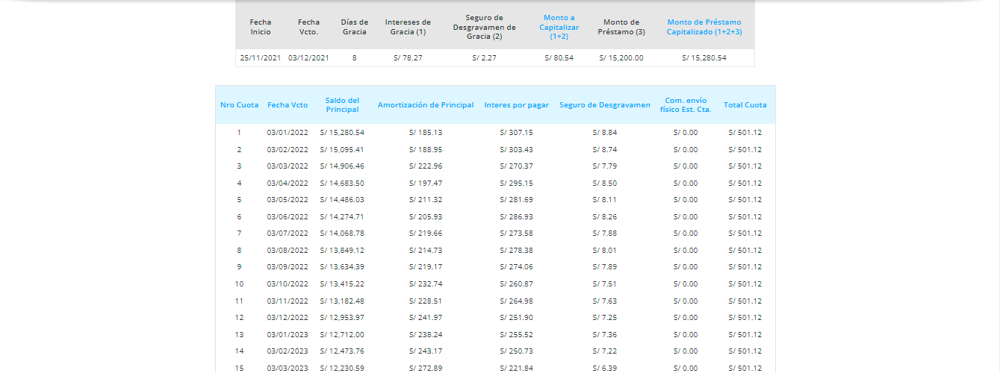 Fecha Inicio Fecha Vcto. Días de Gracia Intereses de Gracia (1) Seguro de Desgravamen de Gracia (2) Monto a Capitalizar (1+2) Monto de Préstamo (3) Monto de Préstamo Capitalizado (1+2+3)
25/11/2021 03/12/2021 8 S/ 78.27 S/ 2.27 S/ 80.54 S/ 15,200.00 S/ 15,280.54
Nro Cuota Fecha Vcto Saldo del Principal Amortización de Principal Interes por pagar Seguro de Desgravamen Com. envío físico Est. Cta. Total Cuota
1 03/01/2022 S/ 15,280.54 S/ 185.13 S/ 307.15 S/ 8.84 S/ 0.00 S/ 501.12
2 03/02/2022 S/ 15,095.41 S/ 188.95 S/ 303.43 S/ 8.74 S/ 0.00 S/ 501.12
3 03/03/2022 S/ 14,906.46 S/ 222.96 S/ 270.37 S/ 7.79 S/ 0.00 S/ 501.12
4 03/04/2022 S/ 14,683.50 S/ 197.47 S/ 295.15 S/ 8.50 S/ 0.00 S/ 501.12
5 03/05/2022 S/ 14,486.03 S/ 211.32 S/ 281.69 S/ 8.11 S/ 0.00 S/ 501.12
6 03/06/2022 S/ 14,274.71 S/ 205.93 S/ 286.93 S/ 8.26 S/ 0.00 S/ 501.12
7 03/07/2022 S/ 14,068.78 S/ 219.66 S/ 273.58 S/ 7.88 S/ 0.00 S/ 501.12
8 03/08/2022 S/ 13,849.12 S/ 214.73 S/ 278.38 S/ 8.01 S/ 0.00 S/ 501.12
9 03/09/2022 S/ 13,634.39 S/ 219.17 S/ 274.06 S/ 7.89 S/ 0.00 S/ 501.12
10 03/10/2022 S/ 13,415.22 S/ 232.74 S/ 260.87 S/ 7.51 S/ 0.00 S/ 501.12
11 03/11/2022 S/ 13,182.48 S/ 228.51 S/ 264.98 S/ 7.63 S/ 0.00 S/ 501.12
12 03/12/2022 S/ 12,953.97 S/ 241.97 S/ 251.90 S/ 7.25 S/ 0.00 S/ 501.12
13 03/01/2023 S/ 12,712.00 S/ 238.24 S/ 255.52 S/ 7.36 S/ 0.00 S/ 501.12
14 03/02/2023 S/ 12,473.76 S/ 243.17 S/ 250.73 S/ 7.22 S/ 0.00 S/ 501.12
15 03/03/2023 S/ 12,230.59 S/ 272.89 S/ 221.84 S/ 6.39 S/ 0.00 S/ 501.12